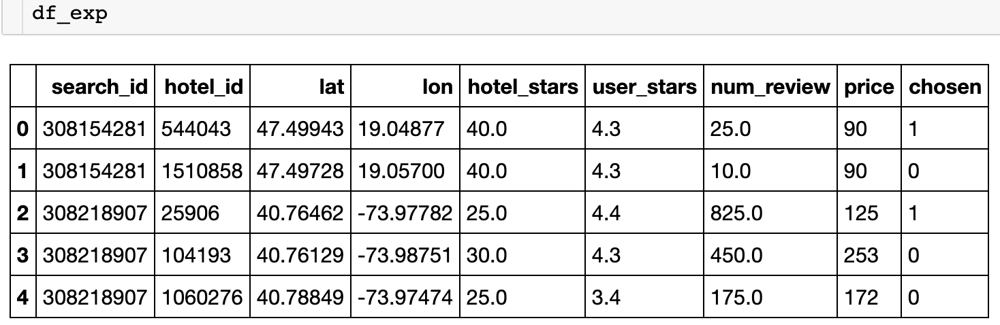 df_exp
search_id hotel_id lat lon hotel_stars user_stars num_review price chosen
0 308154281 544043 47.49943 19.04877 40.0 4.3 25.0 90 1
1 308154281 1510858 47.49728 19.05700 40.0 4.3 10.0 90 0
2 308218907 25906 40.76462 -73.97782 25.0 4.4 825.0 125 1
3 308218907 104193 40.76129 -73.98751 30.0 4.3 450.0 253 0
4 308218907 1060276 40.78849 -73.97474 25.0 3.4 175.0 172 0